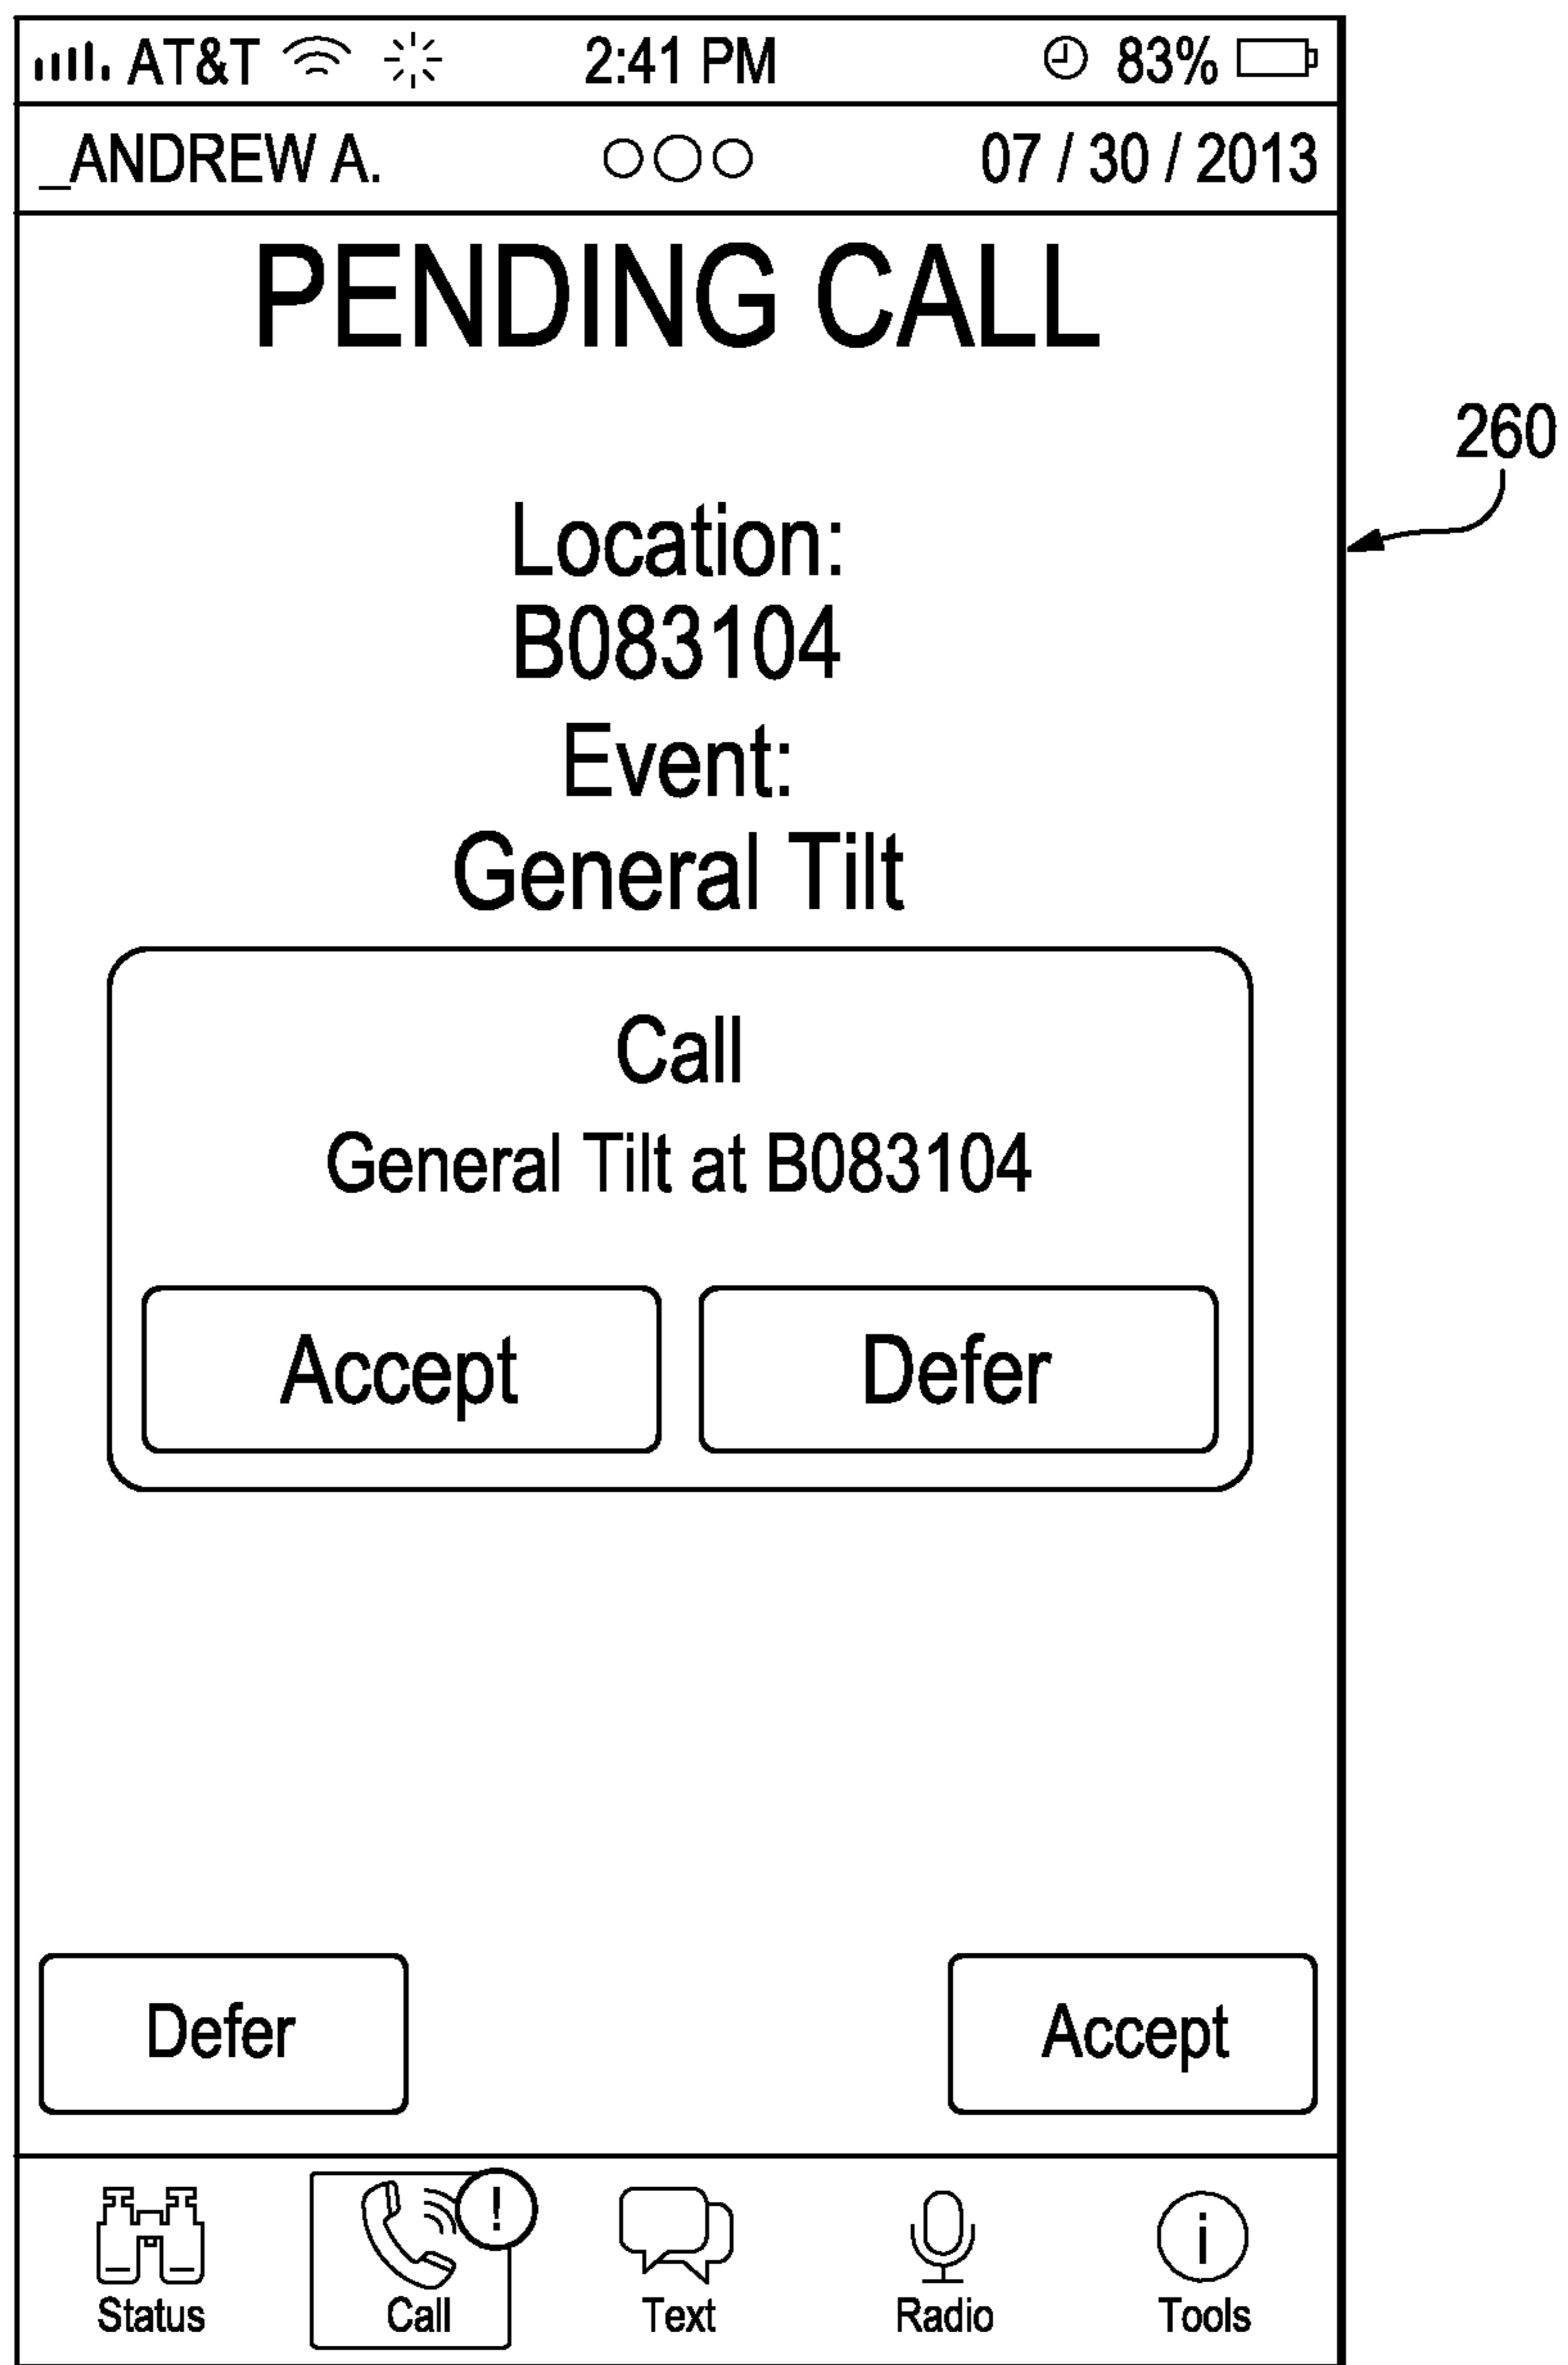 AT&T 2:41 PM 83%
_ANDREW A. 07 / 30 / 2013
PENDING CALL
260
Location:
B083104
Event:
General Tilt
Call
General Tilt at B083104
Accept Defer
Defer Accept
!
i
Status Call Text Radio Tools